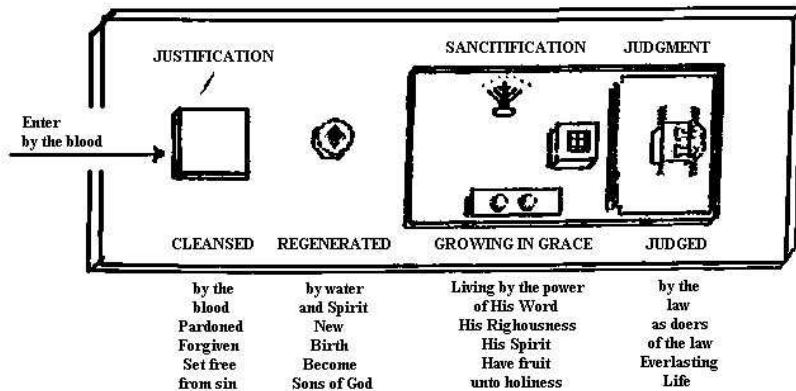 SANCITIFICATION
JUDGMENT
JUSTIFICATION
Enter
by the blood
CLEANSED
REGENERATED
GROWING IN GRACE
JUDGED
by the
blood
Pardoned
Forgiven
Set free
from sin
by water
and Spirit
New
Birth
Become
Sons of God
Living by the power
of His Word
His Righousness
His Spirit
Have fruit
unto holiness
by the
law
as doers
of the law
Everlasting
Life